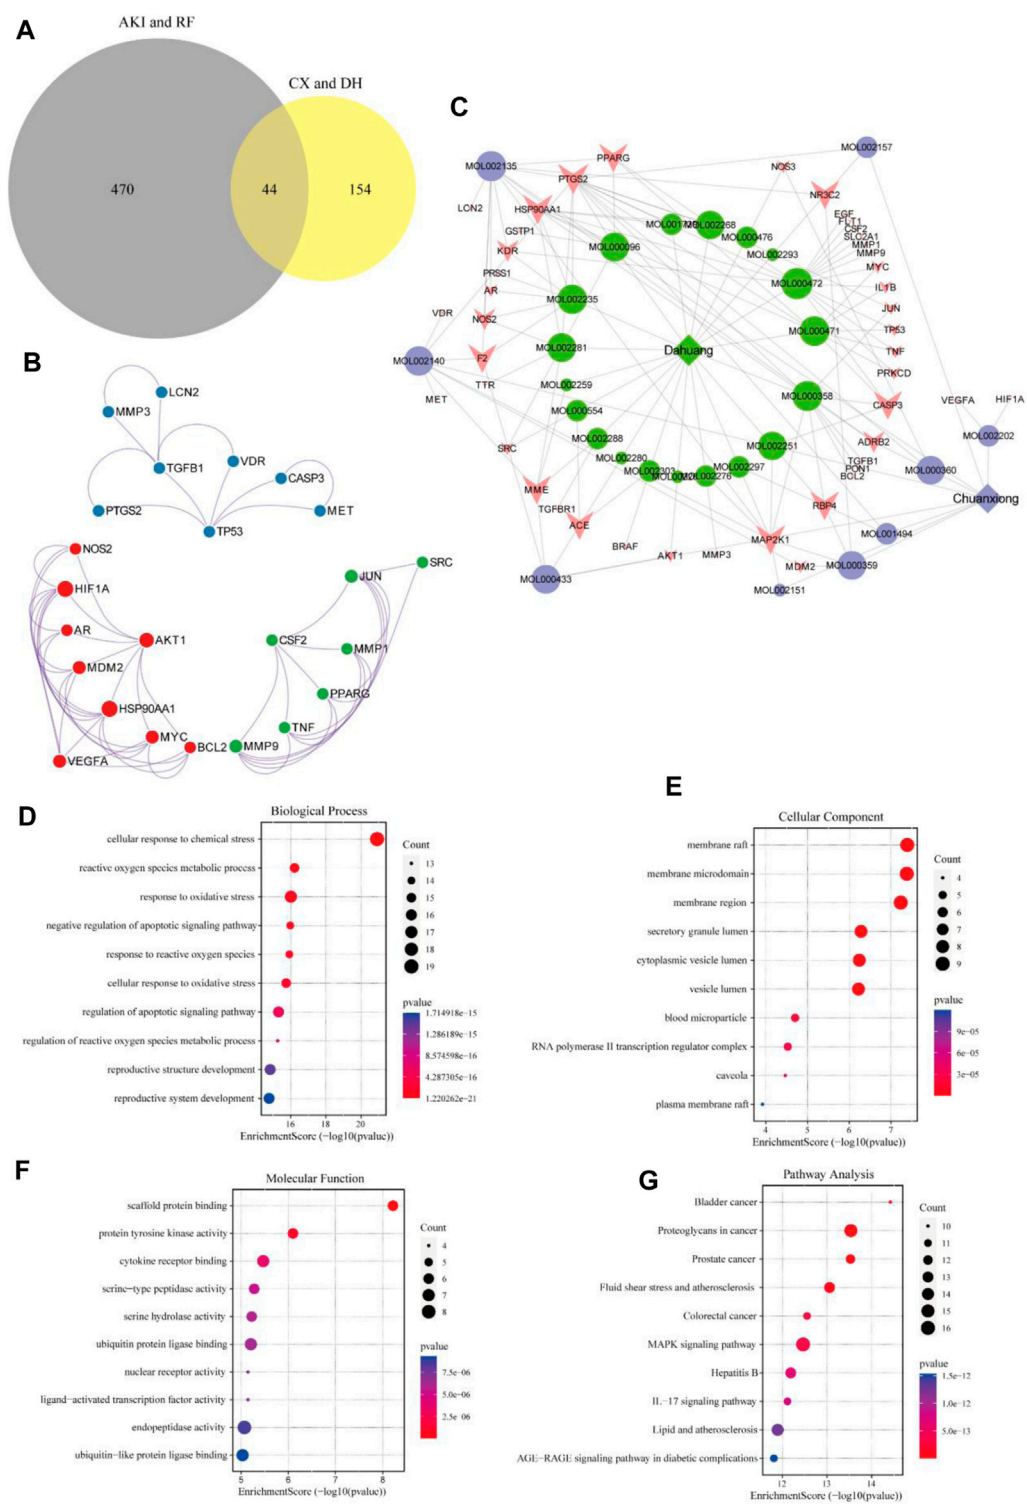 A
AKI and RF
CX and DH
470
44
154
B
LCN2
MMP3
TGFB1
VDR
CASP3
PTGS2
MET
TP53
NOS2
HIF1A
AR
AKT1
MDM2
HSP90AA1
MYC
BCL2
VEGFA
JUN
SRC
CSF2
MMP1
PPARG
TNF
MMP9
C
MOL002157
PPARG
MOL002135
NOS3
PTGS2
NR3C2
LCN2
HSP90AA1
EGF
FLT1
CSF2
SLC2A1
MMP1
MMP9
GSTP1
MOL002268
MOL000476
KDR
MOL000096
MOL002293
MYC
PRSS1
MOL000472
AR
MOL002235
IL1B
VDR
NOS2
JUN
MOL000471
TP53
MOL002281
Dahuang
TNF
MOL002140
F2
PRKCD
TTR
MOL002259
MET
MOL000358
CASP3
VEGFA
HIF1A
MOL000554
MOL002202
SRC
MOL002288
MOL002251
ADRB2
MOL002280
TGFB1
PON1
BCL2
MOL000360
MOL002303
MOL002276
MOL002297
MME
Chuanxiong
TGFBR1
RBP4
ACE
MOL001494
BRAF
AKT1
MMP3
MAP2K1
MDM2
MOL000359
MOL000433
MOL002151
D
Biological Process
cellular response to chemical stress
reactive oxygen species metabolic process
response to oxidative stress
negative regulation of apoptotic signaling pathway
response to reactive oxygen species
cellular response to oxidative stress
regulation of apoptotic signaling pathway
regulation of reactive oxygen species metabolic process
reproductive structure development
reproductive system development
16
18
20
EnrichmentScore (−log10(pvalue))
Count
13
14
15
16
17
18
19
pvalue
1.714918e−15
1.286189e−15
8.574598e−16
4.287305e−16
1.220262e−21
E
Cellular Component
membrane raft
membrane microdomain
membrane region
secretory granule lumen
cytoplasmic vesicle lumen
vesicle lumen
blood microparticle
RNA polymerase II transcription regulator complex
caveola
plasma membrane raft
4
5
6
7
EnrichmentScore (−log10(pvalue))
Count
4
5
6
7
8
9
pvalue
9e−05
6e−05
3e−05
F
Molecular Function
scaffold protein binding
protein tyrosine kinase activity
cytokine receptor binding
serine−type peptidase activity
serine hydrolase activity
ubiquitin protein ligase binding
nuclear receptor activity
ligand−activated transcription factor activity
endopeptidase activity
ubiquitin−like protein ligase binding
5
6
7
8
EnrichmentScore (−log10(pvalue))
Count
4
5
6
7
8
pvalue
7.5e−06
5.0e−06
2.5e−06
G
Pathway Analysis
Bladder cancer
Proteoglycans in cancer
Prostate cancer
Fluid shear stress and atherosclerosis
Colorectal cancer
MAPK signaling pathway
Hepatitis B
IL−17 signaling pathway
Lipid and atherosclerosis
AGE−RAGE signaling pathway in diabetic complications
12
13
14
EnrichmentScore (−log10(pvalue))
Count
10
11
12
13
14
15
16
pvalue
1.5e−12
1.0e−12
5.0e−13